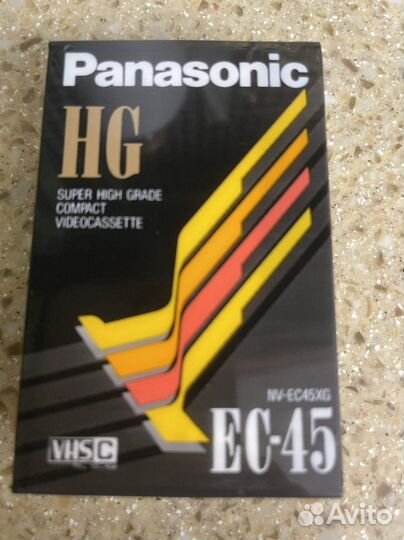 Panasonic
HG
SUPER HIGH GRADE
COMPACT
VIDEOCASSETTE
NV-EC45XG
EC-45
VHS C
Avito